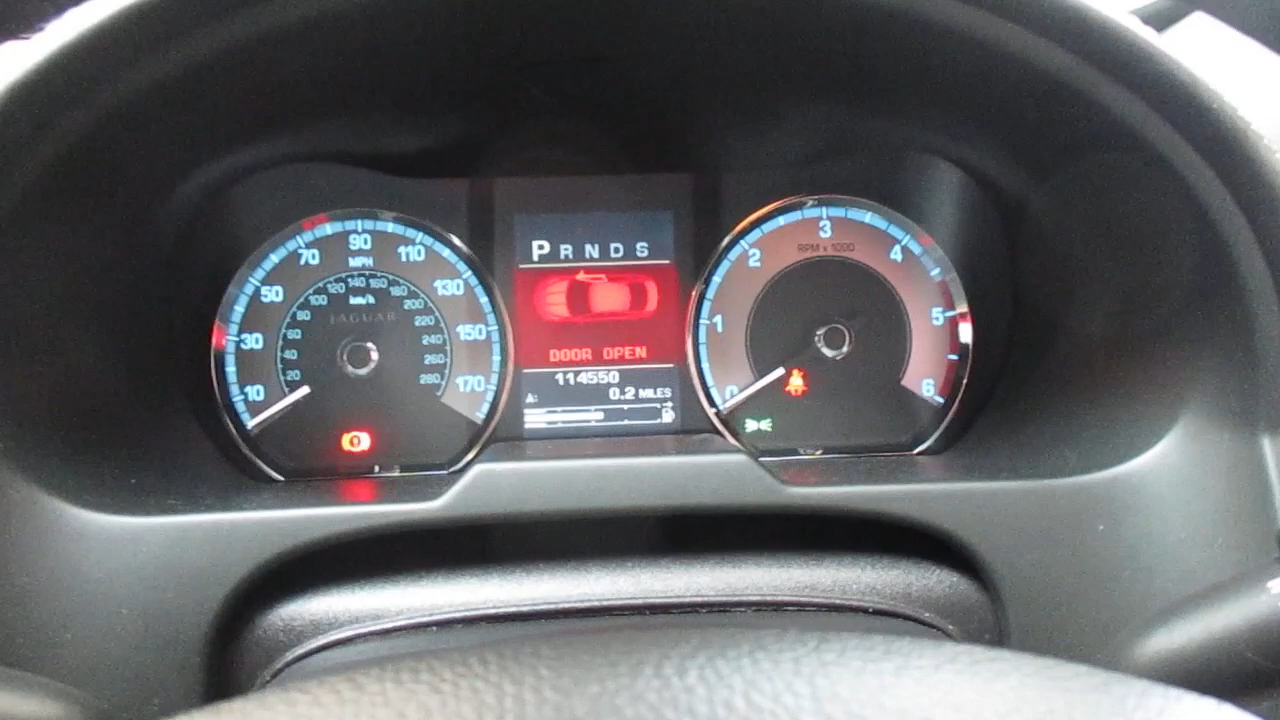 P R N D S
DOOR OPEN
114550
A: 0.2 MILES
10 30 50 70 90 110 130 150 170
MPH
20 40 60 80 100 120 140 160 180 200 220 240 260 280
km/h
JAGUAR
0 1 2 3 4 5 6
RPM x 1000